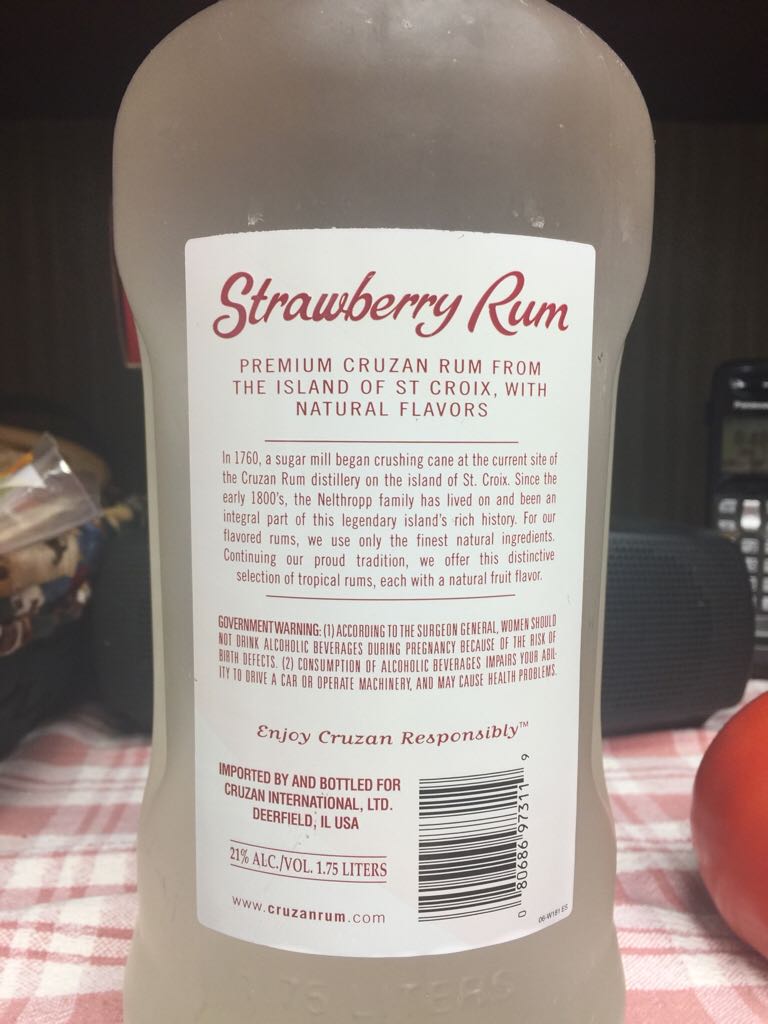 Strawberry Rum
PREMIUM CRUZAN RUM FROM
THE ISLAND OF ST CROIX, WITH
NATURAL FLAVORS
In 1760, a sugar mill began crushing cane at the current site of
the Cruzan Rum distillery on the island of St. Croix. Since the
early 1800's, the Nelthropp family has lived on and been an
integral part of this legendary island's rich history. For our
flavored rums, we use only the finest natural ingredients.
Continuing our proud tradition, we offer this distinctive
selection of tropical rums, each with a natural fruit flavor.
GOVERNMENT WARNING: (1) ACCORDING TO THE SURGEON GENERAL, WOMEN SHOULD
NOT DRINK ALCOHOLIC BEVERAGES DURING PREGNANCY BECAUSE OF THE RISK OF
BIRTH DEFECTS. (2) CONSUMPTION OF ALCOHOLIC BEVERAGES IMPAIRS YOUR ABIL-
ITY TO DRIVE A CAR OR OPERATE MACHINERY, AND MAY CAUSE HEALTH PROBLEMS.
Enjoy Cruzan Responsibly™
IMPORTED BY AND BOTTLED FOR
CRUZAN INTERNATIONAL, LTD.
DEERFIELD, IL USA
21% ALC./VOL. 1.75 LITERS
www.cruzanrum.com
0 80686 97311 9
06-W181 ES
1.75 LITERS
Panasonic